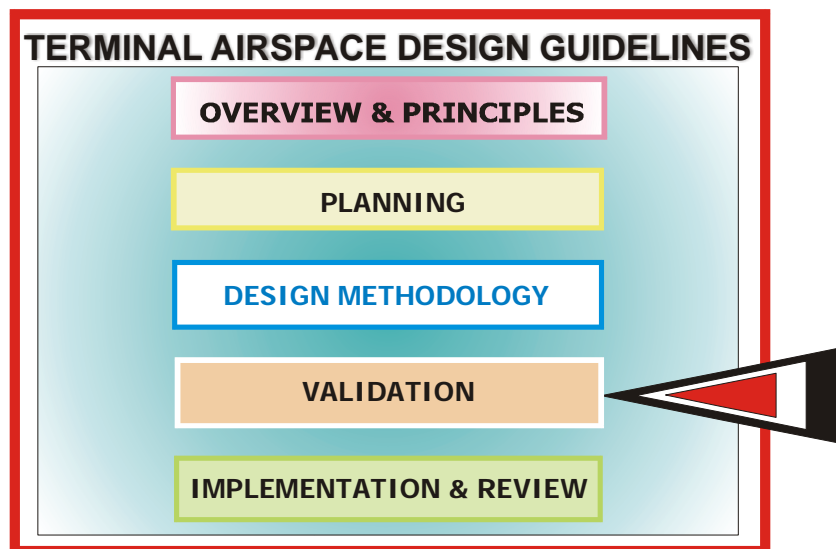 TERMINAL AIRSPACE DESIGN GUIDELINES
OVERVIEW & PRINCIPLES
PLANNING
DESIGN METHODOLOGY
VALIDATION
IMPLEMENTATION & REVIEW